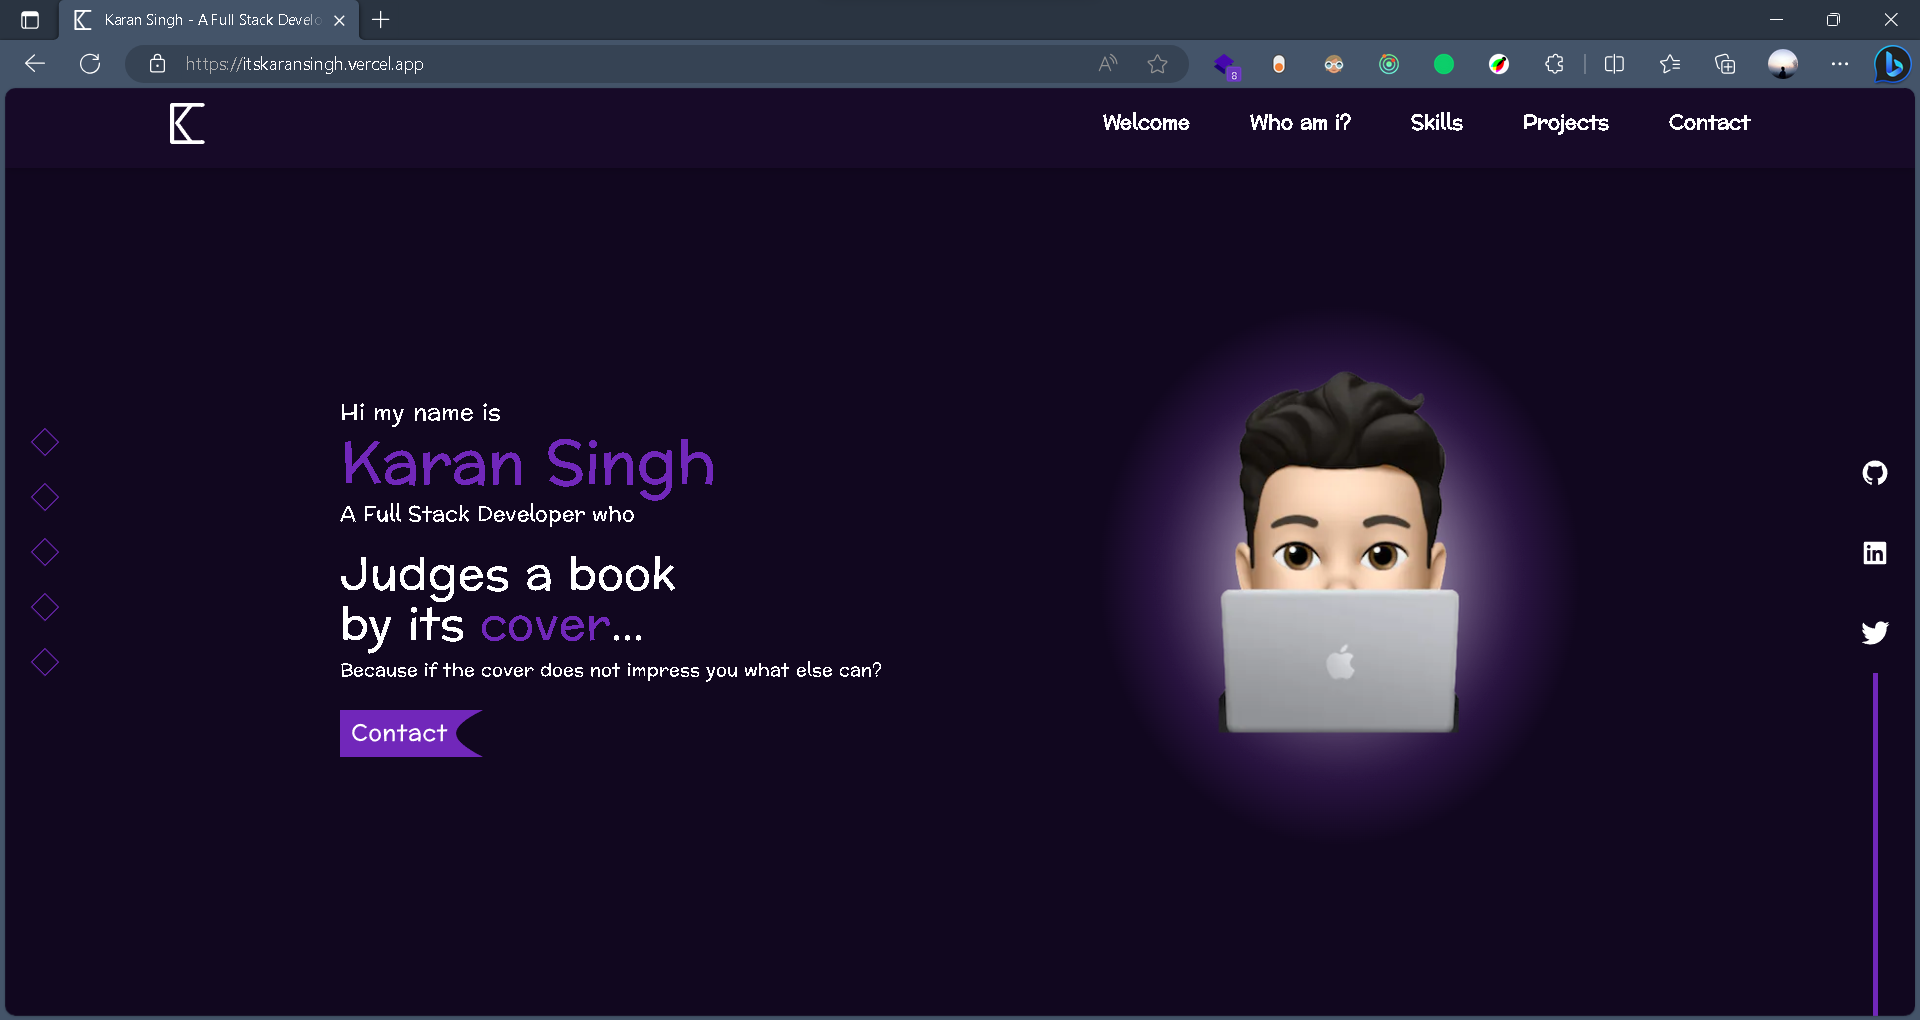 Karan Singh - A Full Stack Develo
https://itskaransingh.vercel.app
8
K
Welcome
Who am i?
Skills
Projects
Contact
Hi my name is
Karan Singh
A Full Stack Developer who
Judges a book
by its cover...
Because if the cover does not impress you what else can?
Contact